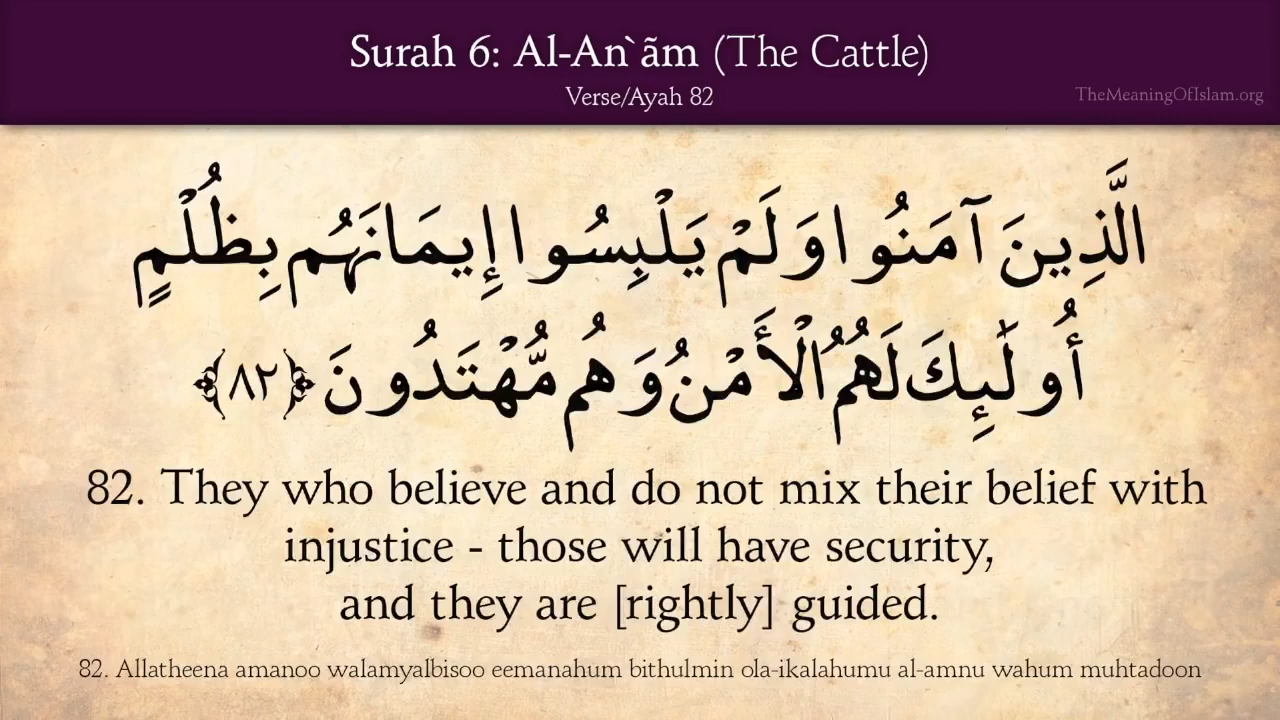 Surah 6: Al-An`ãm (The Cattle)
Verse/Ayah 82
TheMeaningOfIslam.org
الَّذِينَ آمَنُوا وَلَمْ يَلْبِسُوا إِيمَانَهُم بِظُلْمٍ
أُولَٰئِكَ لَهُمُ الْأَمْنُ وَهُم مُّهْتَدُونَ ﴿٨٢﴾
82. They who believe and do not mix their belief with
injustice - those will have security,
and they are [rightly] guided.
82. Allatheena amanoo walamyalbisoo eemanahum bithulmin ola-ikalahumu al-amnu wahum muhtadoon